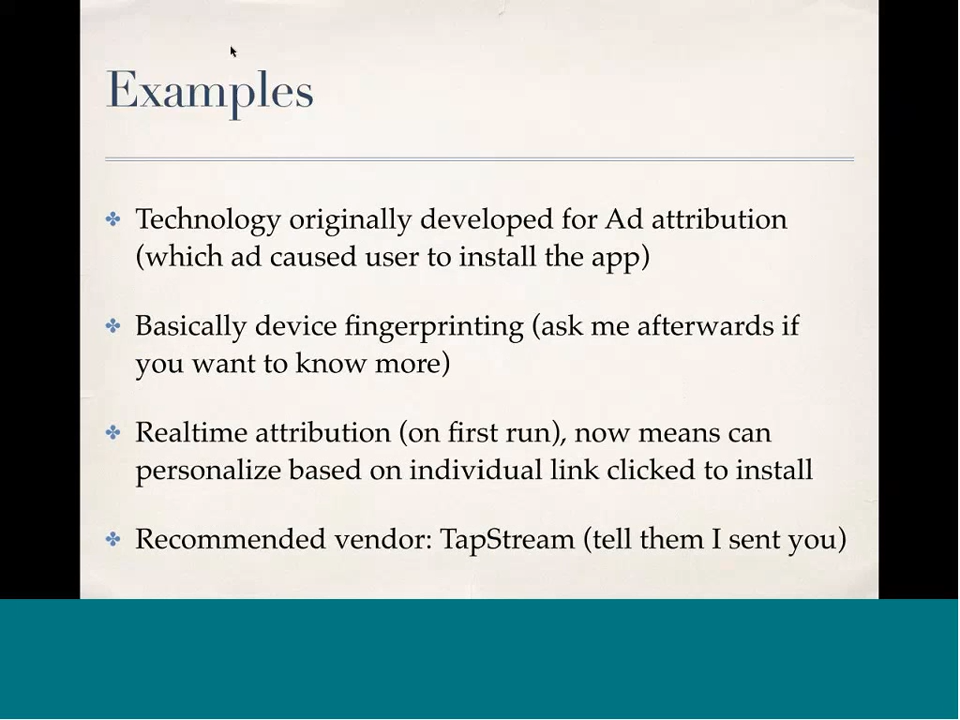 Examples
Technology originally developed for Ad attribution
(which ad caused user to install the app)
Basically device fingerprinting (ask me afterwards if
you want to know more)
Realtime attribution (on first run), now means can
personalize based on individual link clicked to install
Recommended vendor: TapStream (tell them I sent you)